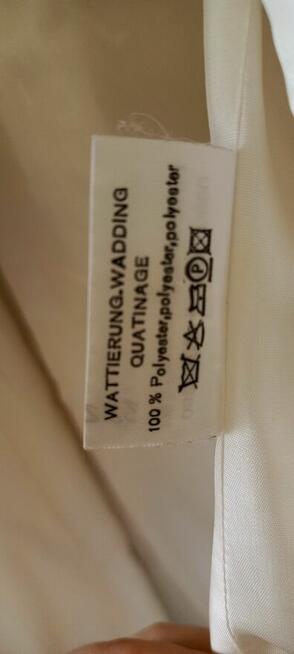 WATTIERUNG.WADDING
QUATINAGE
100 % Polyester,polyester,polyester
P